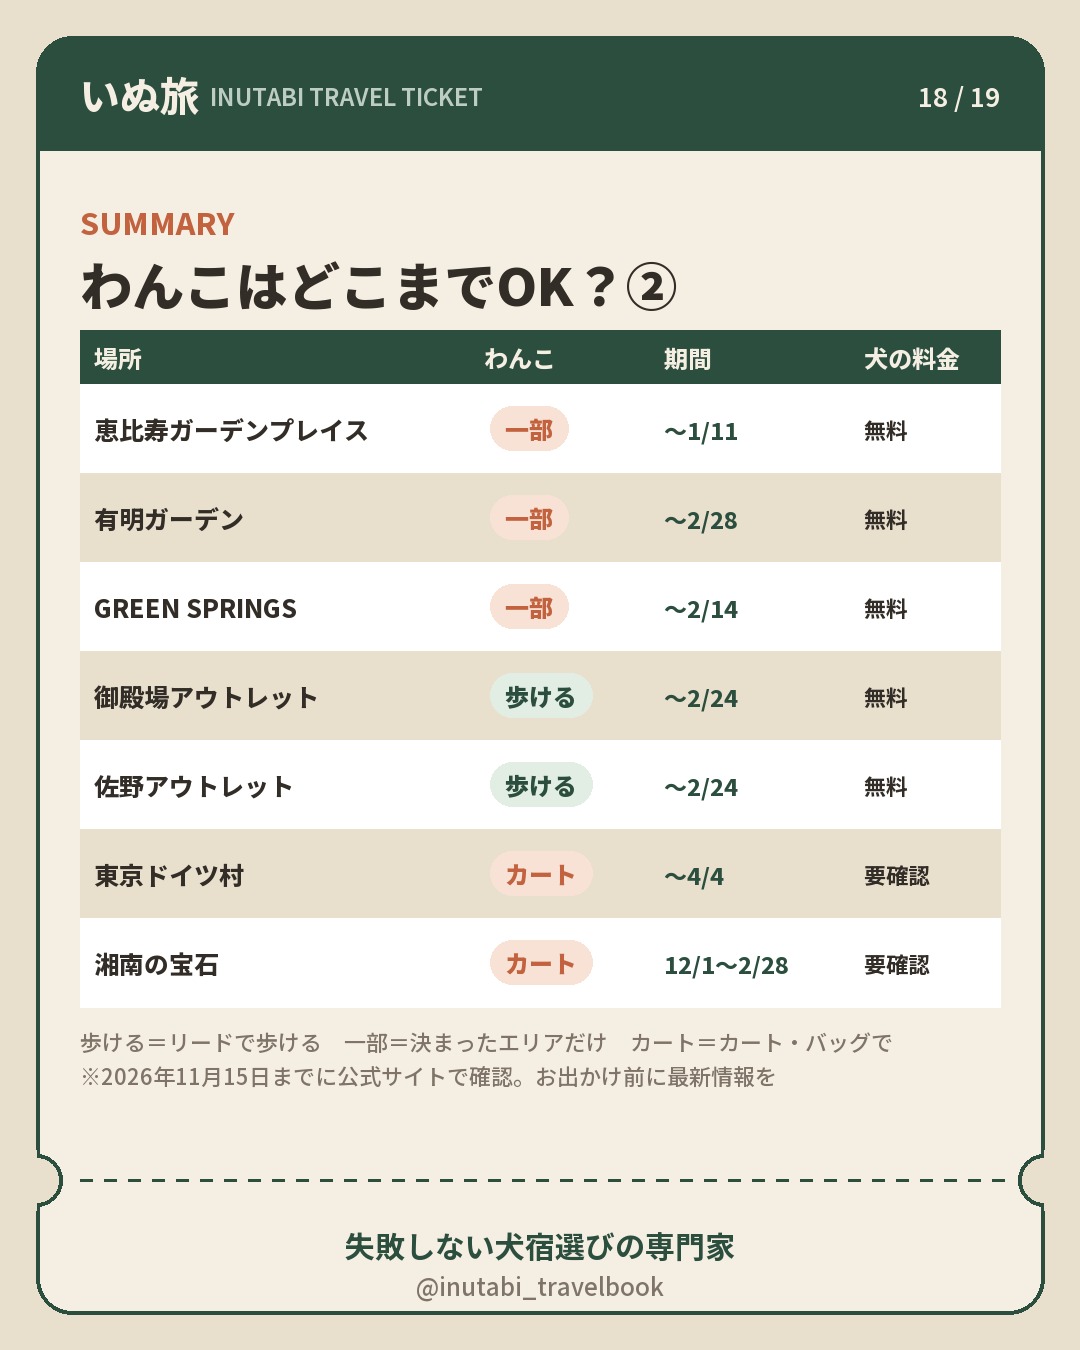 いぬ旅 INUTABI TRAVEL TICKET 18 / 19
SUMMARY
わんこはどこまでOK？②
場所 わんこ 期間 犬の料金
恵比寿ガーデンプレイス 一部 〜1/11 無料
有明ガーデン 一部 〜2/28 無料
GREEN SPRINGS 一部 〜2/14 無料
御殿場アウトレット 歩ける 〜2/24 無料
佐野アウトレット 歩ける 〜2/24 無料
東京ドイツ村 カート 〜4/4 要確認
湘南の宝石 カート 12/1〜2/28 要確認
歩ける＝リードで歩ける　一部＝決まったエリアだけ　カート＝カート・バッグで
※2026年11月15日までに公式サイトで確認。お出かけ前に最新情報を
失敗しない犬宿選びの専門家
@inutabi_travelbook